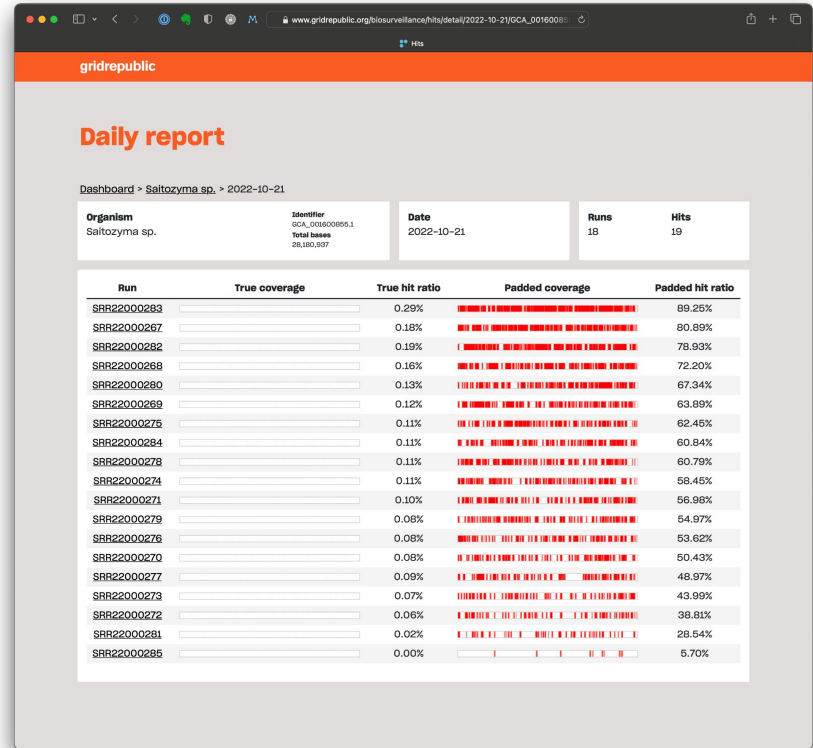 www.gridrepublic.org/biosurveillance/hits/detail/2022-10-21/GCA_00160085
Hits
gridrepublic
Daily report
Dashboard > Saitozyma sp. > 2022-10-21
Organism
Saitozyma sp.
Identifier
GCA_001600855.1
Total bases
28,180,937
Date
2022-10-21
Runs Hits
18 19
Run True coverage True hit ratio Padded coverage Padded hit ratio
SRR22000283 0.29% 89.25%
SRR22000267 0.18% 80.89%
SRR22000282 0.19% 78.93%
SRR22000268 0.16% 72.20%
SRR22000280 0.13% 67.34%
SRR22000269 0.12% 63.89%
SRR22000275 0.11% 62.45%
SRR22000284 0.11% 60.84%
SRR22000278 0.11% 60.79%
SRR22000274 0.11% 58.45%
SRR22000271 0.10% 56.98%
SRR22000279 0.08% 54.97%
SRR22000276 0.08% 53.62%
SRR22000270 0.08% 50.43%
SRR22000277 0.09% 48.97%
SRR22000273 0.07% 43.99%
SRR22000272 0.06% 38.81%
SRR22000281 0.02% 28.54%
SRR22000285 0.00% 5.70%